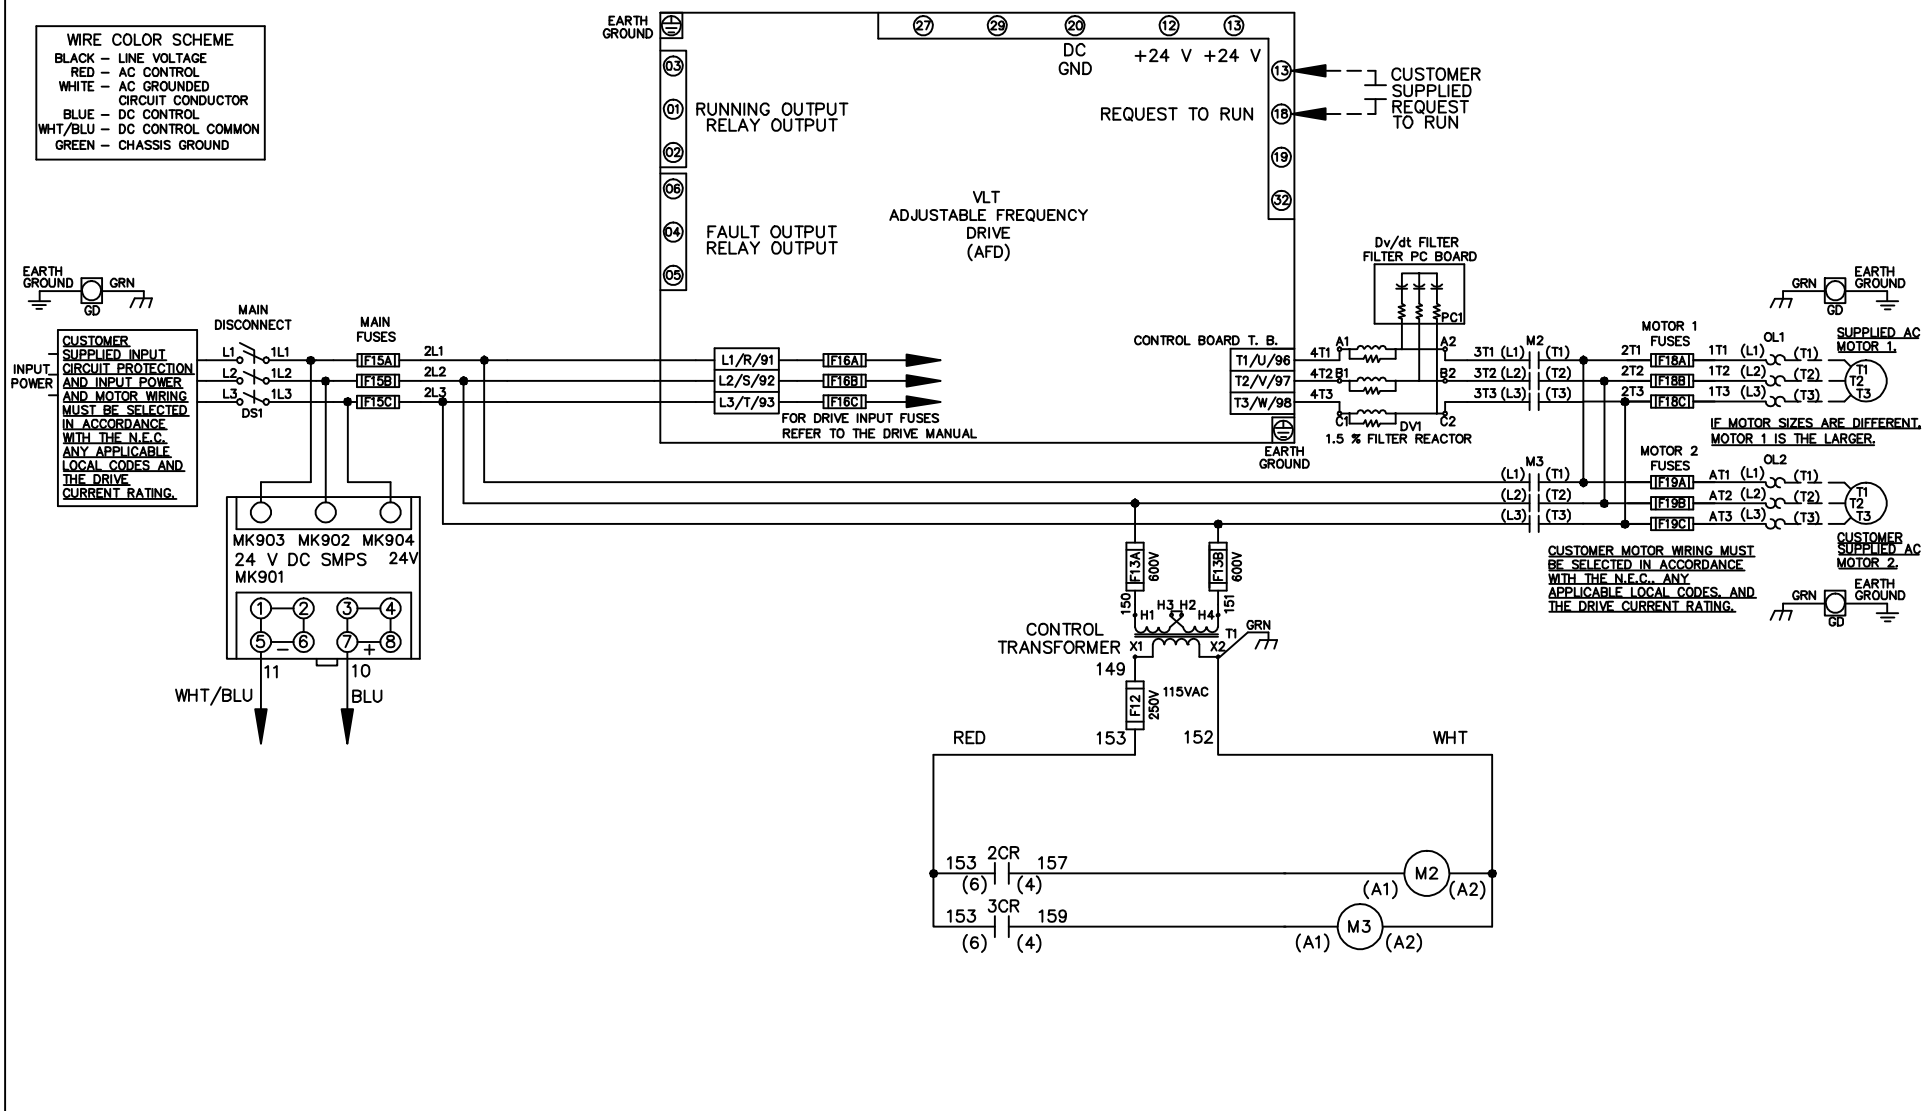 WIRE COLOR SCHEME
BLACK – LINE VOLTAGE
RED – AC CONTROL
WHITE – AC GROUNDED
CIRCUIT CONDUCTOR
BLUE – DC CONTROL
WHT/BLU – DC CONTROL COMMON
GREEN – CHASSIS GROUND
EARTH
GROUND
27
29
20
12
13
DC
GND
+24 V
+24 V
03
01
02
RUNNING OUTPUT
RELAY OUTPUT
06
04
05
FAULT OUTPUT
RELAY OUTPUT
13
18
19
32
REQUEST TO RUN
CUSTOMER
SUPPLIED
REQUEST
TO RUN
VLT
ADJUSTABLE FREQUENCY
DRIVE
(AFD)
EARTH
GROUND
GRN
GD
INPUT
POWER
CUSTOMER
SUPPLIED INPUT
CIRCUIT PROTECTION
AND INPUT POWER
AND MOTOR WIRING
MUST BE SELECTED
IN ACCORDANCE
WITH THE N.E.C.
ANY APPLICABLE
LOCAL CODES AND
THE DRIVE
CURRENT RATING.
MAIN
DISCONNECT
L1
1L1
L2
1L2
L3
1L3
DS1
MAIN
FUSES
F15A
F15B
F15C
2L1
2L2
2L3
L1/R/91
L2/S/92
L3/T/93
F16A
F16B
F16C
FOR DRIVE INPUT FUSES
REFER TO THE DRIVE MANUAL
CONTROL BOARD T. B.
T1/U/96
T2/V/97
T3/W/98
EARTH
GROUND
4T1
4T2
4T3
A1
B1
C1
A2
B2
C2
DV1
1.5 % FILTER REACTOR
Dv/dt FILTER
FILTER PC BOARD
PC1
3T1 (L1)
3T2 (L2)
3T3 (L3)
M2
(T1)
(T2)
(T3)
MOTOR 1
FUSES
2T1
2T2
2T3
F18A
F18B
F18C
1T1 (L1)
1T2 (L2)
1T3 (L3)
OL1
(T1)
(T2)
(T3)
T1
T2
T3
GRN
GD
EARTH
GROUND
SUPPLIED AC
MOTOR 1.
IF MOTOR SIZES ARE DIFFERENT,
MOTOR 1 IS THE LARGER.
M3
(L1)
(L2)
(L3)
(T1)
(T2)
(T3)
MOTOR 2
FUSES
F19A
F19B
F19C
AT1 (L1)
AT2 (L2)
AT3 (L3)
OL2
(T1)
(T2)
(T3)
T1
T2
T3
CUSTOMER
SUPPLIED AC
MOTOR 2.
CUSTOMER MOTOR WIRING MUST
BE SELECTED IN ACCORDANCE
WITH THE N.E.C., ANY
APPLICABLE LOCAL CODES, AND
THE DRIVE CURRENT RATING.
GRN
GD
EARTH
GROUND
MK903 MK902 MK904
24 V DC SMPS
24V
MK901
1
2
3
4
5
–
6
7
+
8
11
10
WHT/BLU
BLU
F13A
600V
F13B
600V
150
151
H1
H3
H2
H4
CONTROL
TRANSFORMER
X1
X2
T1
GRN
149
F12
250V
115VAC
153
152
RED
WHT
153
2CR
157
(6)
(4)
(A1)
M2
(A2)
153
3CR
159
(6)
(4)
(A1)
M3
(A2)